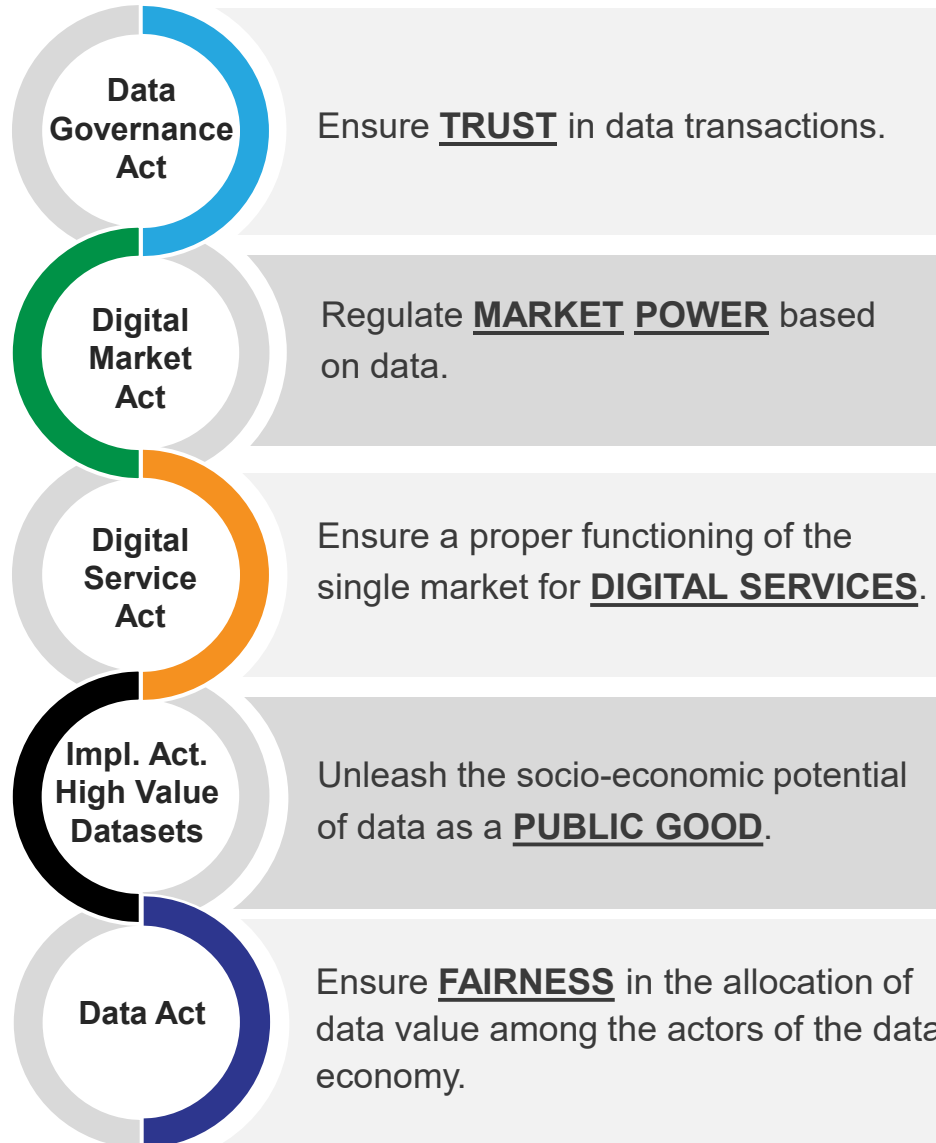 Data
Governance
Act
Ensure TRUST in data transactions.
Digital
Market
Act
Regulate MARKET POWER based
on data.
Digital
Service
Act
Ensure a proper functioning of the
single market for DIGITAL SERVICES.
Impl. Act.
High Value
Datasets
Unleash the socio-economic potential
of data as a PUBLIC GOOD.
Data Act
Ensure FAIRNESS in the allocation of
data value among the actors of the data
economy.